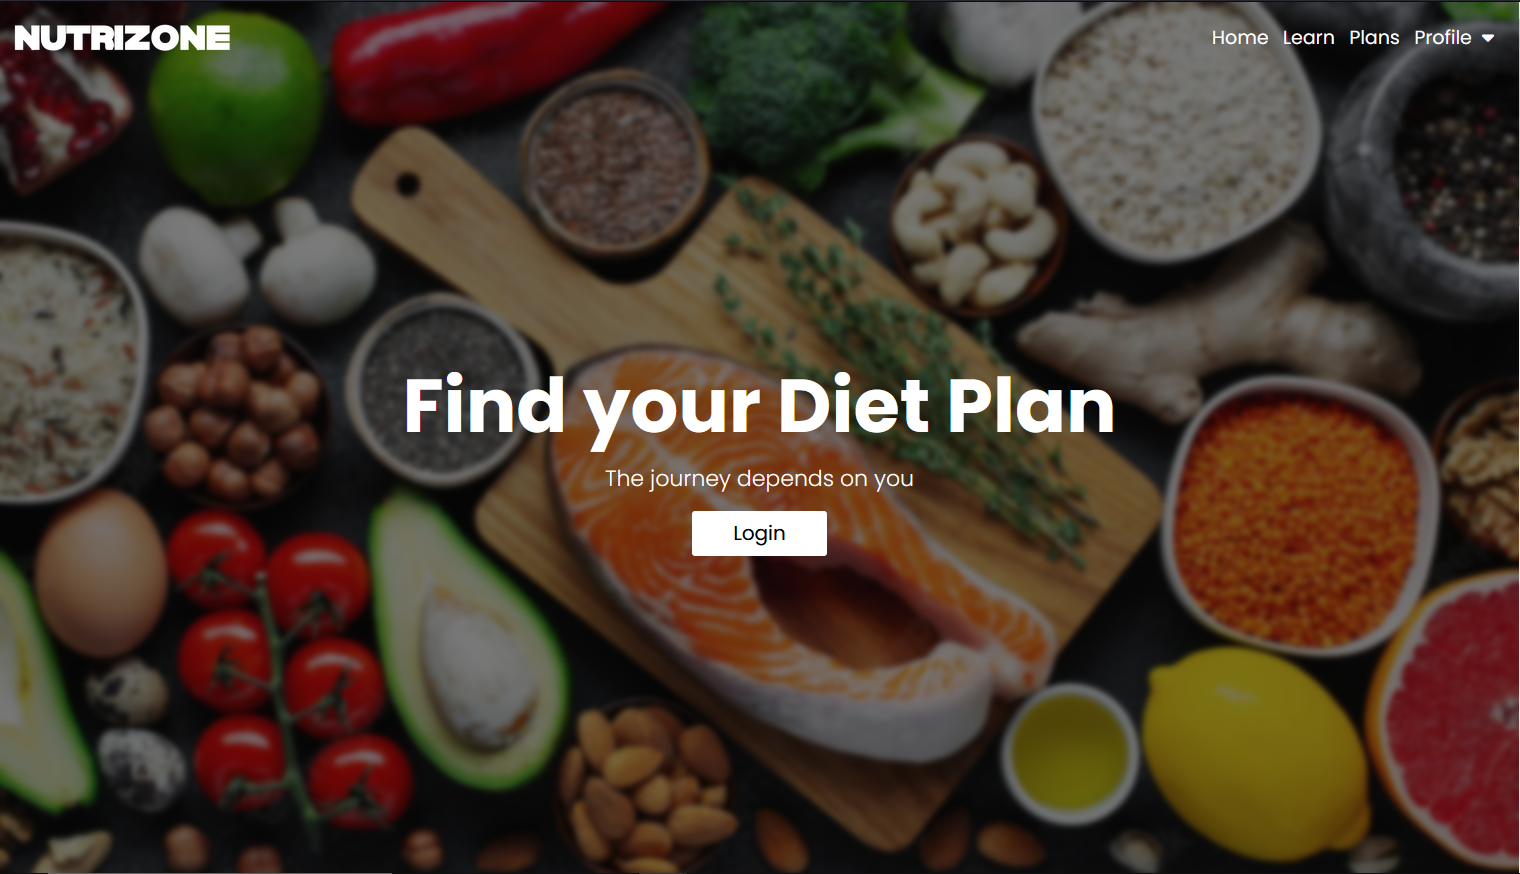 NUTRIZONE
Home Learn Plans Profile
Find your Diet Plan
The journey depends on you
Login